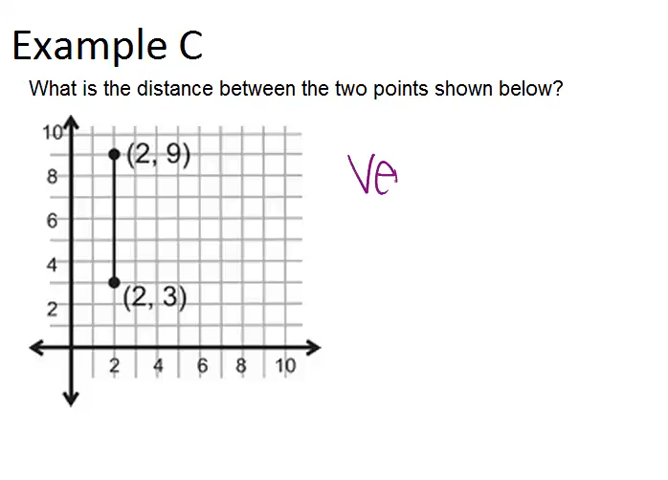 Example C
What is the distance between the two points shown below?
10
(2, 9)
Ve
8
6
4
(2, 3)
2
2 4 6 8 10